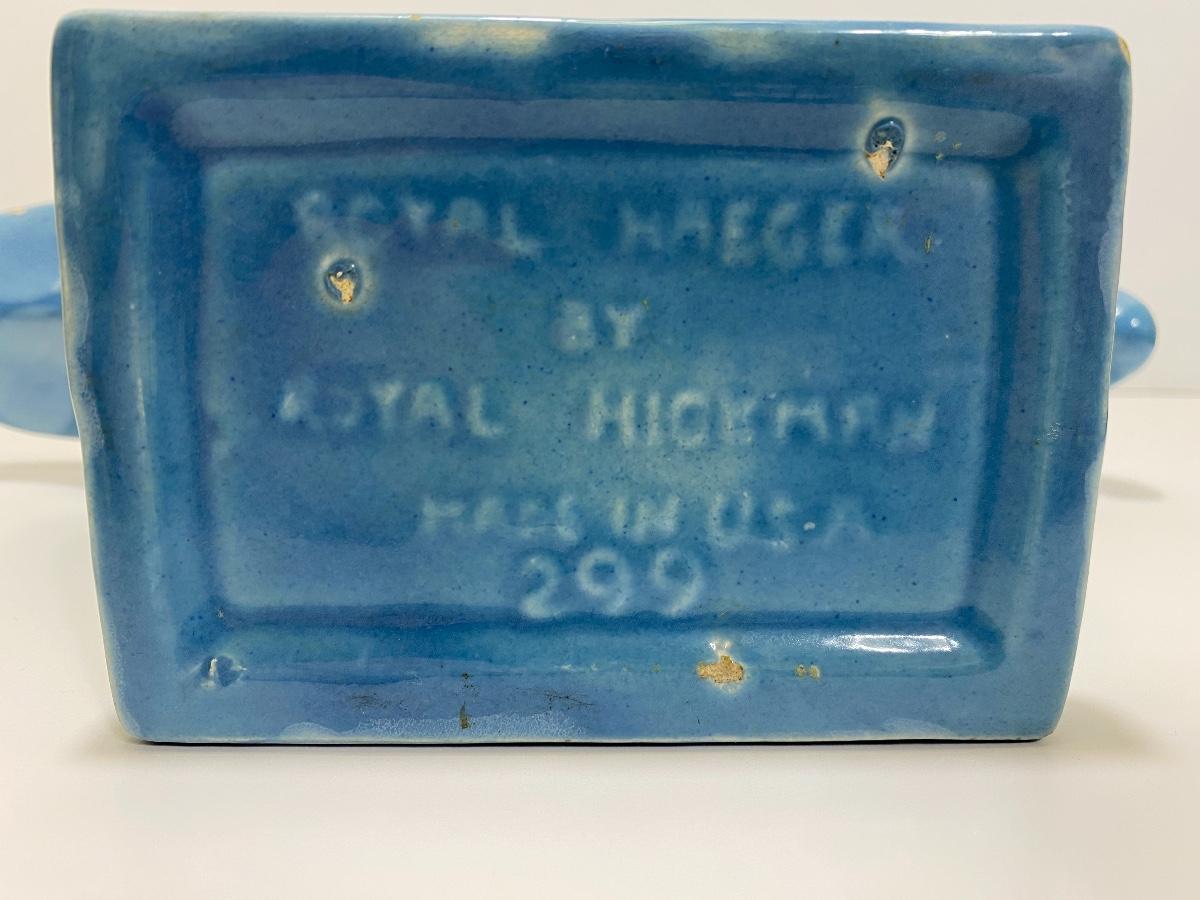 ROYAL HAEGER
BY
ROYAL HICKMAN
MADE IN U.S.A
299